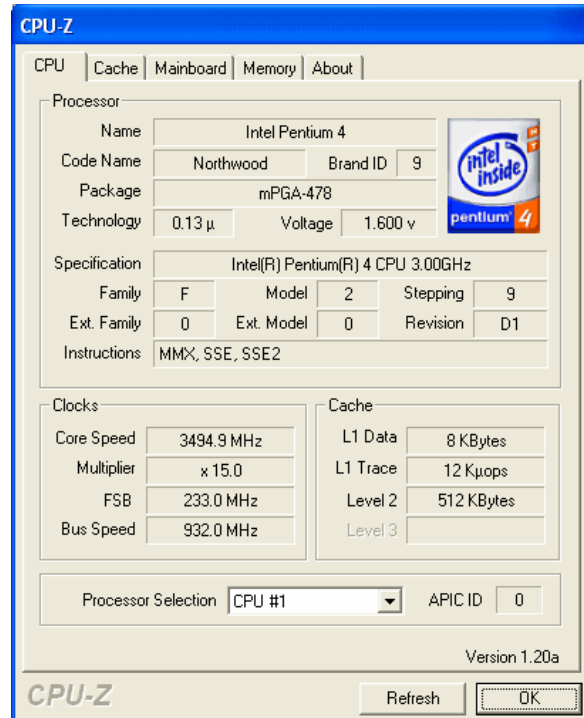 CPU-Z
CPU Cache Mainboard Memory About
Processor
Name Intel Pentium 4
Code Name Northwood Brand ID 9
Package mPGA-478
Technology 0.13 µ Voltage 1.600 v
HT
intel inside
pentium 4
Specification Intel(R) Pentium(R) 4 CPU 3.00GHz
Family F Model 2 Stepping 9
Ext. Family 0 Ext. Model 0 Revision D1
Instructions MMX, SSE, SSE2
Clocks
Core Speed 3494.9 MHz
Multiplier x 15.0
FSB 233.0 MHz
Bus Speed 932.0 MHz
Cache
L1 Data 8 KBytes
L1 Trace 12 Kµops
Level 2 512 KBytes
Level 3
Processor Selection CPU #1 APIC ID 0
Version 1.20a
CPU-Z Refresh OK